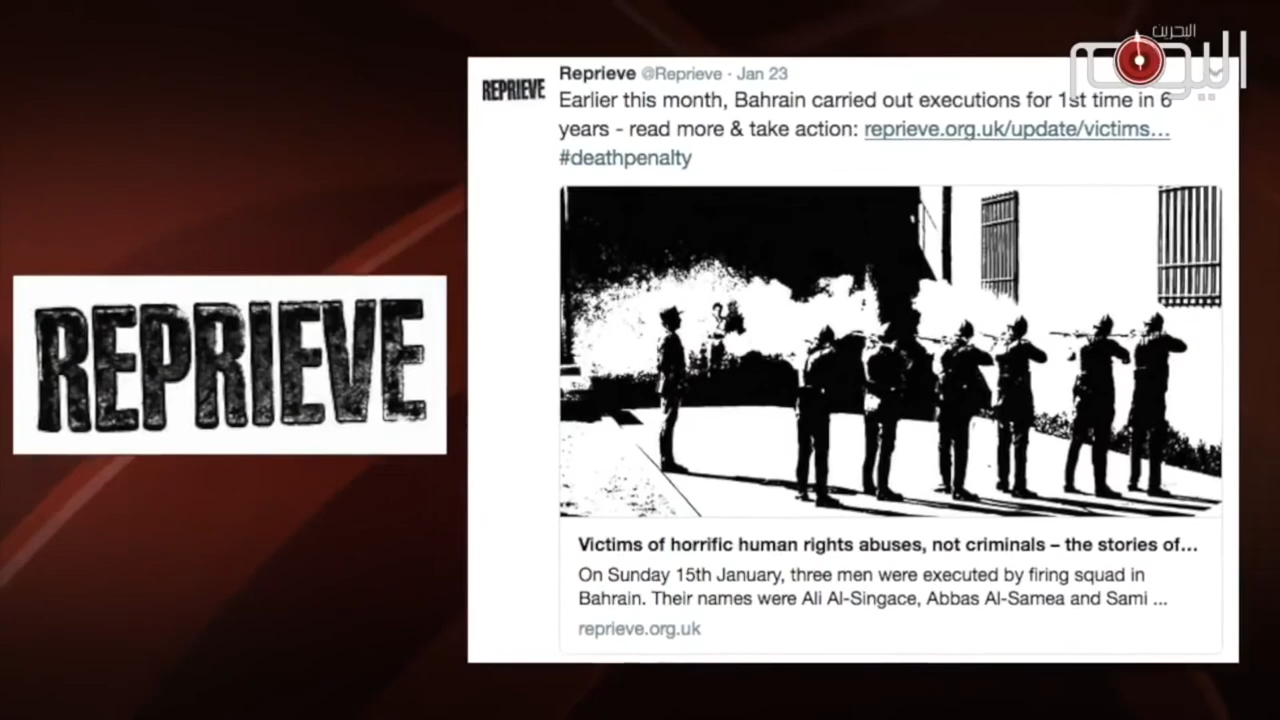 البحرين
اليوم
REPRIEVE
REPRIEVE
Reprieve @Reprieve · Jan 23
Earlier this month, Bahrain carried out executions for 1st time in 6
years - read more & take action: reprieve.org.uk/update/victims...
#deathpenalty
Victims of horrific human rights abuses, not criminals – the stories of...
On Sunday 15th January, three men were executed by firing squad in
Bahrain. Their names were Ali Al-Singace, Abbas Al-Samea and Sami ...
reprieve.org.uk